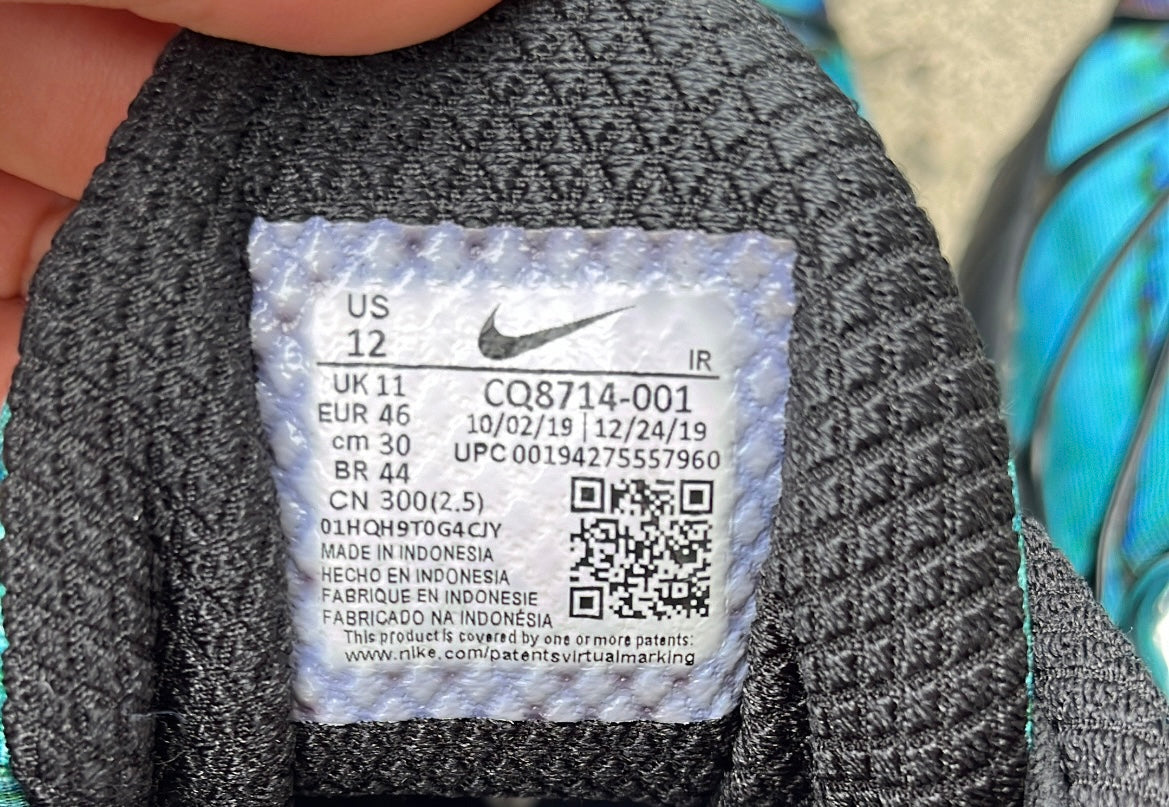 US
12
IR
UK 11
EUR 46
cm 30
BR 44
CN 300(2.5)
CQ8714-001
10/02/19 | 12/24/19
UPC 00194275557960
01HQH9T0G4CJY
MADE IN INDONESIA
HECHO EN INDONESIA
FABRIQUE EN INDONESIE
FABRICADO NA INDONÉSIA
This product is covered by one or more patents:
www.nike.com/patentsvirtualmarking